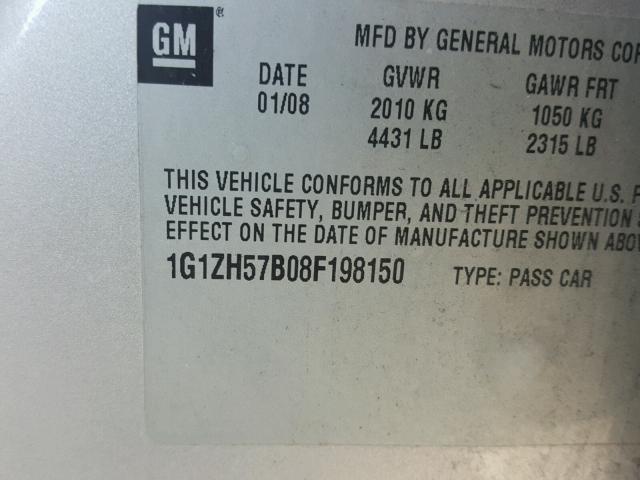 GM ®
MFD BY GENERAL MOTORS
DATE GVWR GAWR FRT
01/08 2010 KG 1050 KG
4431 LB 2315 LB
THIS VEHICLE CONFORMS TO ALL APPLICABLE U.S.
VEHICLE SAFETY, BUMPER, AND THEFT PREVENTION
EFFECT ON THE DATE OF MANUFACTURE SHOWN
1G1ZH57B08F198150 TYPE: PASS CAR